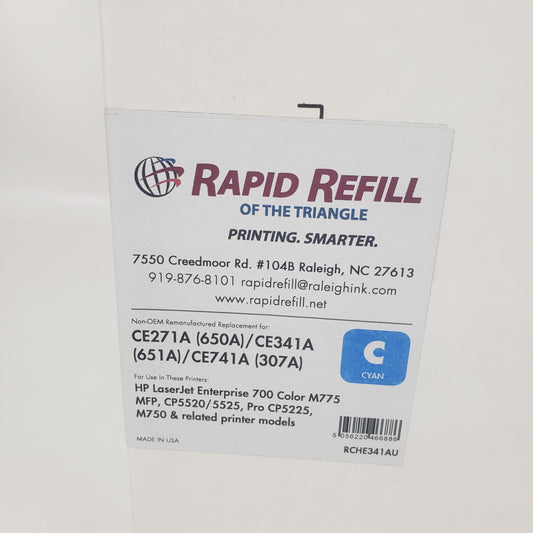 RAPID REFILL
OF THE TRIANGLE
PRINTING. SMARTER.
7550 Creedmoor Rd. #104B Raleigh, NC 27613
919-876-8101 rapidrefill@raleighink.com
www.rapidrefill.net
Non-OEM Remanufactured Replacement for:
CE271A (650A)/CE341A
(651A)/CE741A (307A)
C
CYAN
For Use In These Printers:
HP LaserJet Enterprise 700 Color M775
MFP, CP5520/5525, Pro CP5225,
M750 & related printer models
5 056220 466886
MADE IN USA
RCHE341AU